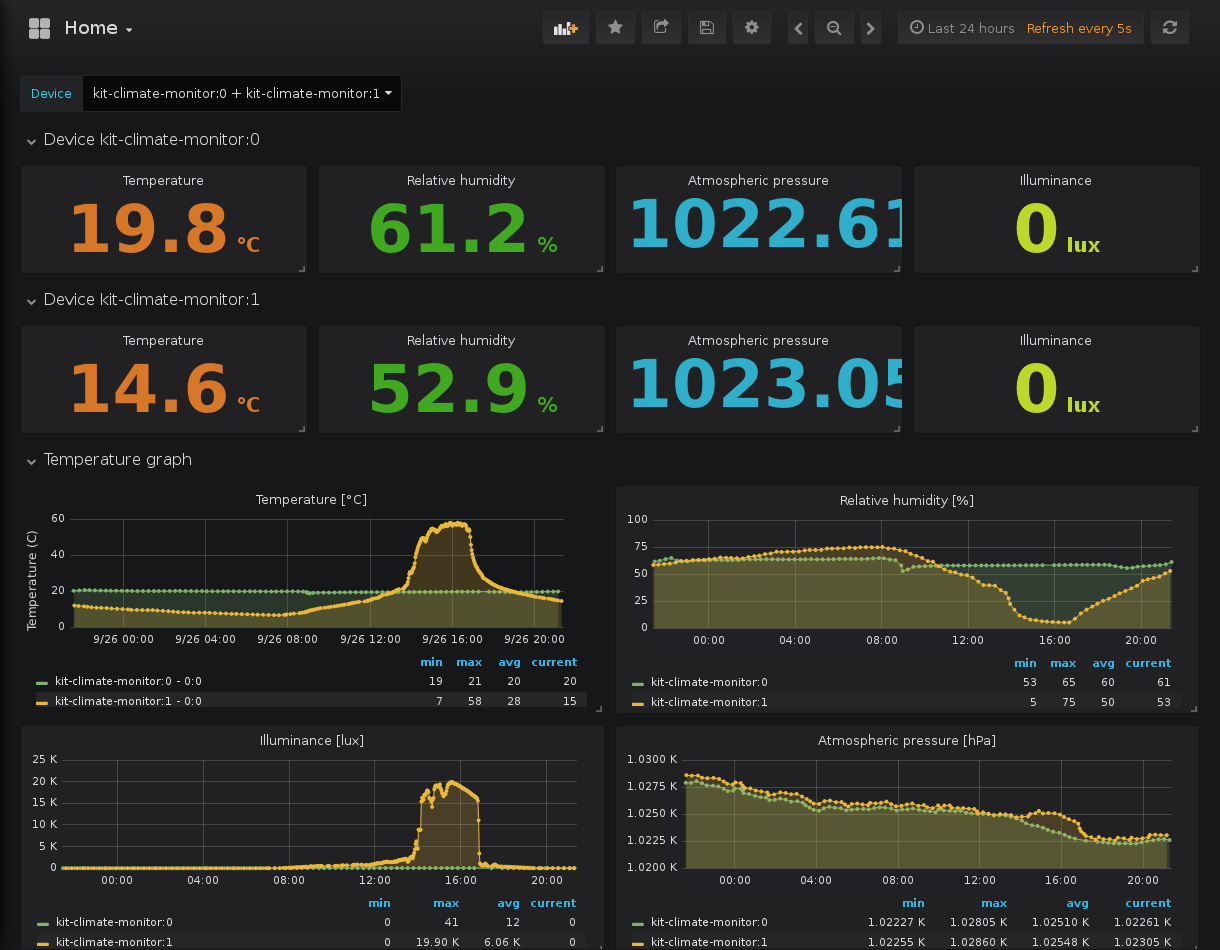 Home
Last 24 hours Refresh every 5s
Device kit-climate-monitor:0 + kit-climate-monitor:1
Device kit-climate-monitor:0
Temperature Relative humidity Atmospheric pressure Illuminance
19.8 °C 61.2 % 1022.61 0 lux
Device kit-climate-monitor:1
Temperature Relative humidity Atmospheric pressure Illuminance
14.6 °C 52.9 % 1023.05 0 lux
Temperature graph
Temperature [°C]
Temperature (C)
60
40
20
0
9/26 00:00 9/26 04:00 9/26 08:00 9/26 12:00 9/26 16:00 9/26 20:00
min max avg current
kit-climate-monitor:0 - 0:0 19 21 20 20
kit-climate-monitor:1 - 0:0 7 58 28 15
Relative humidity [%]
100
75
50
25
0
00:00 04:00 08:00 12:00 16:00 20:00
min max avg current
kit-climate-monitor:0 53 65 60 61
kit-climate-monitor:1 5 75 50 53
Illuminance [lux]
25 K
20 K
15 K
10 K
5 K
0
00:00 04:00 08:00 12:00 16:00 20:00
min max avg current
kit-climate-monitor:0 0 41 12 0
kit-climate-monitor:1 0 19.90 K 6.06 K 0
Atmospheric pressure [hPa]
1.0300 K
1.0275 K
1.0250 K
1.0225 K
1.0200 K
00:00 04:00 08:00 12:00 16:00 20:00
min max avg current
kit-climate-monitor:0 1.02227 K 1.02805 K 1.02510 K 1.02261 K
kit-climate-monitor:1 1.02255 K 1.02860 K 1.02548 K 1.02305 K